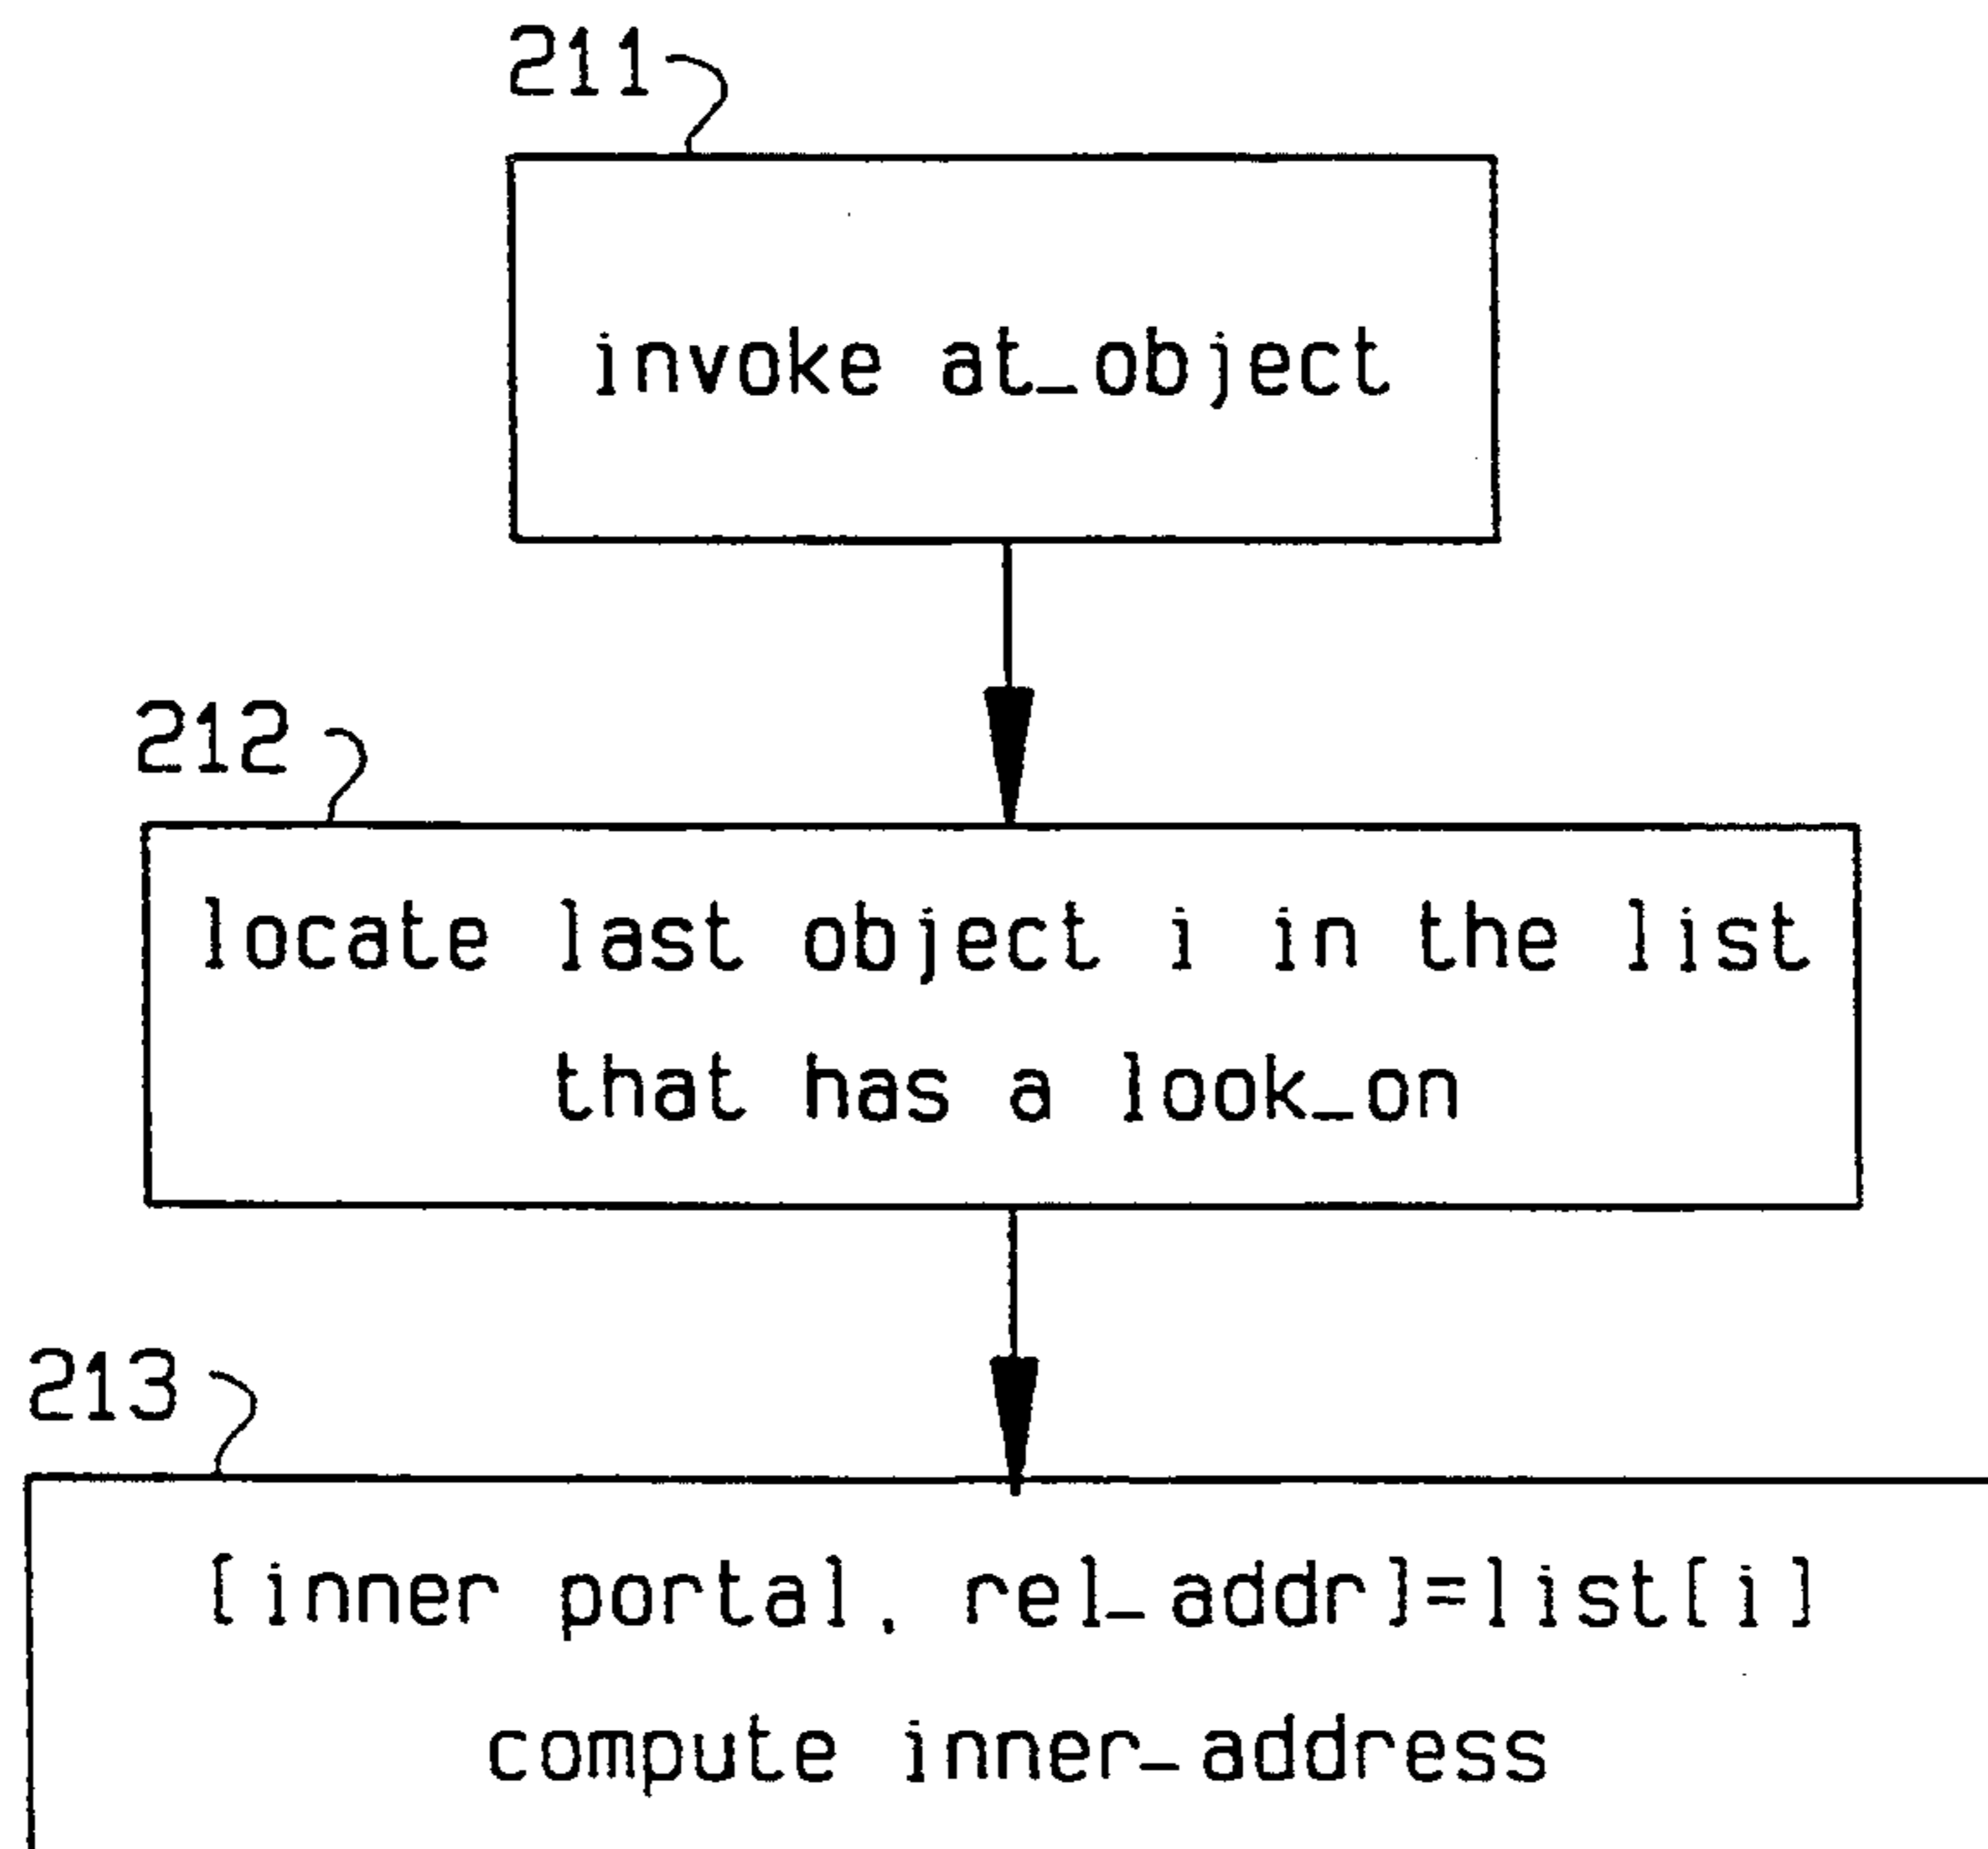 211
invoke at_object
212
locate last object i in the list
that has a look_on
213
[inner portal, rel_addr]=list[i]
compute inner_address